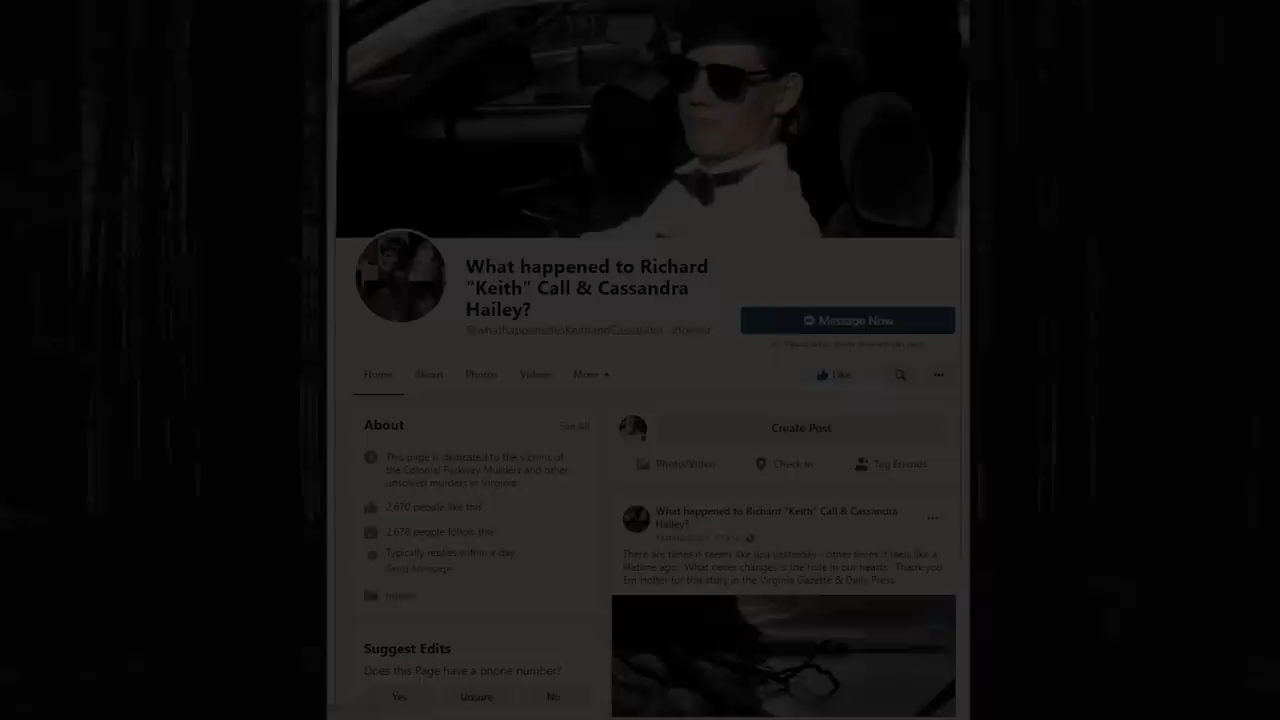 What happened to Richard
"Keith" Call & Cassandra
Hailey?
Message Now
Home
About
Photos
Videos
More
Like
About
See All
This page is dedicated to the victims of
the Colonial Parkway Murders and other
unsolved murders in Virginia.
2,670 people like this
2,678 people follow this
Typically replies within a day
Send Message
Suggest Edits
Does this Page have a phone number?
Yes
Unsure
No
Create Post
Photo/Video
Check In
Tag Friends
What happened to Richard "Keith" Call & Cassandra
Hailey?
There are times it seems like just yesterday - other times it feels like a
lifetime ago. What never changes is the hole in our hearts. Thank you
Em Holter for this story in the Virginia Gazette & Daily Press.